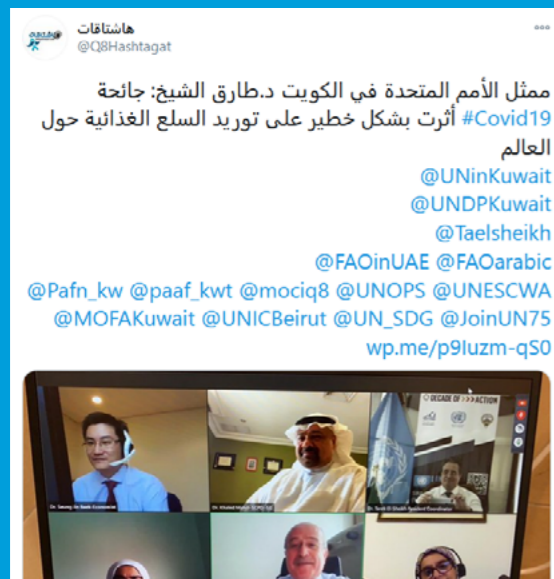 هاشتاقات
@Q8Hashtagat
ممثل الأمم المتحدة في الكويت د.طارق الشيخ: جائحة
#Covid19 أثرت بشكل خطير على توريد السلع الغذائية حول
العالم
@UNinKuwait
@UNDPKuwait
@Taelsheikh
@FAOinUAE @FAOarabic
@Pafn_kw @paaf_kwt @mociq8 @UNOPS @UNESCWA
@MOFAKuwait @UNICBeirut @UN_SDG @JoinUN75
wp.me/p9Iuzm-qS0
DECADE OF >>> ACTION